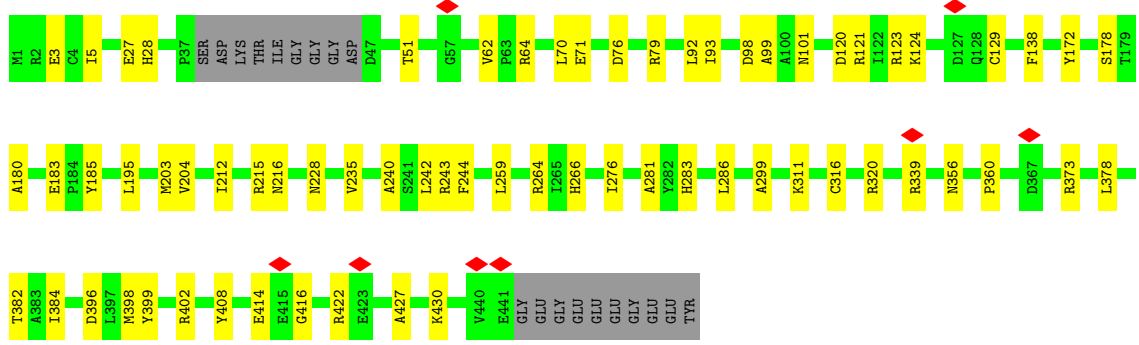 M1 R2 E3 C4 I5 E27 H28 P37 SER ASP LYS THR ILE GLY GLY GLY ASP D47 T51 G57 V62 P63 R64 L70 E71 D76 R79 L92 I93 D98 A99 A100 N101 D120 R121 I122 R123 K124 D127 Q128 C129 F138 Y172 S178 T179
A180 E183 P184 Y185 L195 M203 V204 I212 R215 N216 N228 V235 A240 S241 L242 R243 F244 L259 R264 I265 H266 I276 A281 Y282 H283 L286 A299 K311 C316 R320 R339 N356 P360 D367 R373 L378
T382 A383 I384 D396 L397 M398 Y399 R402 Y408 E414 E415 G416 R422 E423 A427 K430 V440 E441 GLY GLU GLU GLY GLU GLU GLU GLY GLU GLU TYR